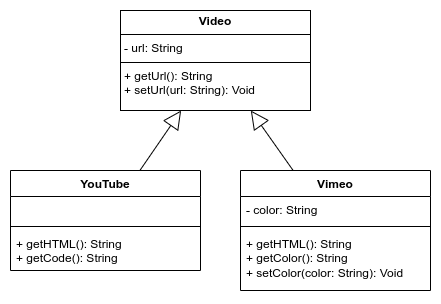 Video
- url: String
+ getUrl(): String
+ setUrl(url: String): Void
YouTube
+ getHTML(): String
+ getCode(): String
Vimeo
- color: String
+ getHTML(): String
+ getColor(): String
+ setColor(color: String): Void